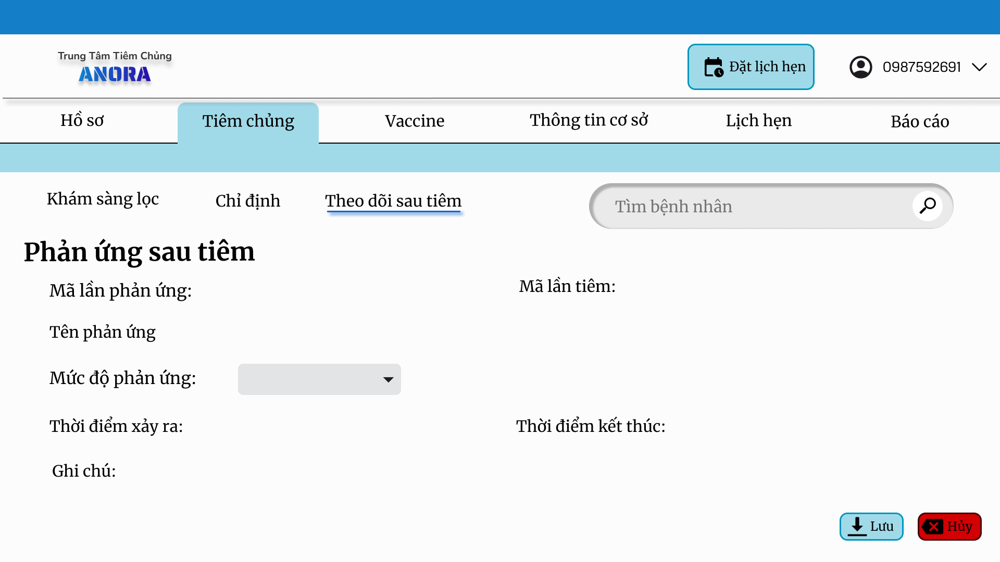 Trung Tâm Tiêm Chủng
ANORA
Đặt lịch hẹn
0987592691
Hồ sơ
Tiêm chủng
Vaccine
Thông tin cơ sở
Lịch hẹn
Báo cáo
Khám sàng lọc
Chỉ định
Theo dõi sau tiêm
Tìm bệnh nhân
Phản ứng sau tiêm
Mã lần phản ứng:
Mã lần tiêm:
Tên phản ứng
Mức độ phản ứng:
Thời điểm xảy ra:
Thời điểm kết thúc:
Ghi chú:
Lưu
Hủy